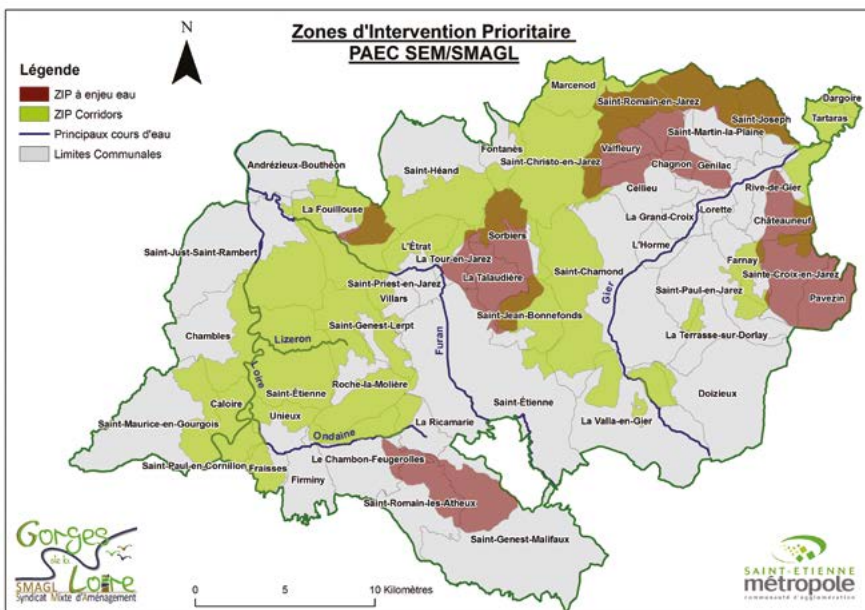 Zones d'Intervention Prioritaire
PAEC SEM/SMAGL
N
Légende
ZIP à enjeu eau
ZIP Corridors
Principaux cours d'eau
Limites Communales
Marcenod
Dargoire
Tartaras
Saint-Romain-en-Jarez
Saint-Joseph
Saint-Martin-la-Plaine
Fontanès
Valfleury
Andrézieux-Bouthéon
Saint-Héand
Saint-Christo-en-Jarez
Chagnon
Genilac
Cellieu
Rive-de-Gier
La Fouillouse
La Grand-Croix
Lorette
Châteauneuf
Sorbiers
L'Étrat
L'Horme
Saint-Just-Saint-Rambert
La Tour-en-Jarez
Farnay
La Talaudière
Saint-Chamond
Gier
Sainte-Croix-en-Jarez
Saint-Priest-en-Jarez
Saint-Paul-en-Jarez
Villars
Pavezin
Saint-Jean-Bonnefonds
Saint-Genest-Lerpt
Chambles
Lizeron
Furan
La Terrasse-sur-Dorlay
Loire
Roche-la-Molière
Saint-Étienne
Saint-Étienne
Doizieux
Caloire
Unieux
La Valla-en-Gier
Saint-Maurice-en-Gourgois
La Ricamarie
Ondaine
Saint-Paul-en-Cornillon
Le Chambon-Feugerolles
Fraisses
Firminy
Saint-Romain-les-Atheux
Saint-Genest-Malifaux
Gorges
de la
Loire
SMAGL
Syndicat Mixte d'Aménagement
0 5 10 Kilomètres
SAINT-ETIENNE
métropole
communauté d'agglomération